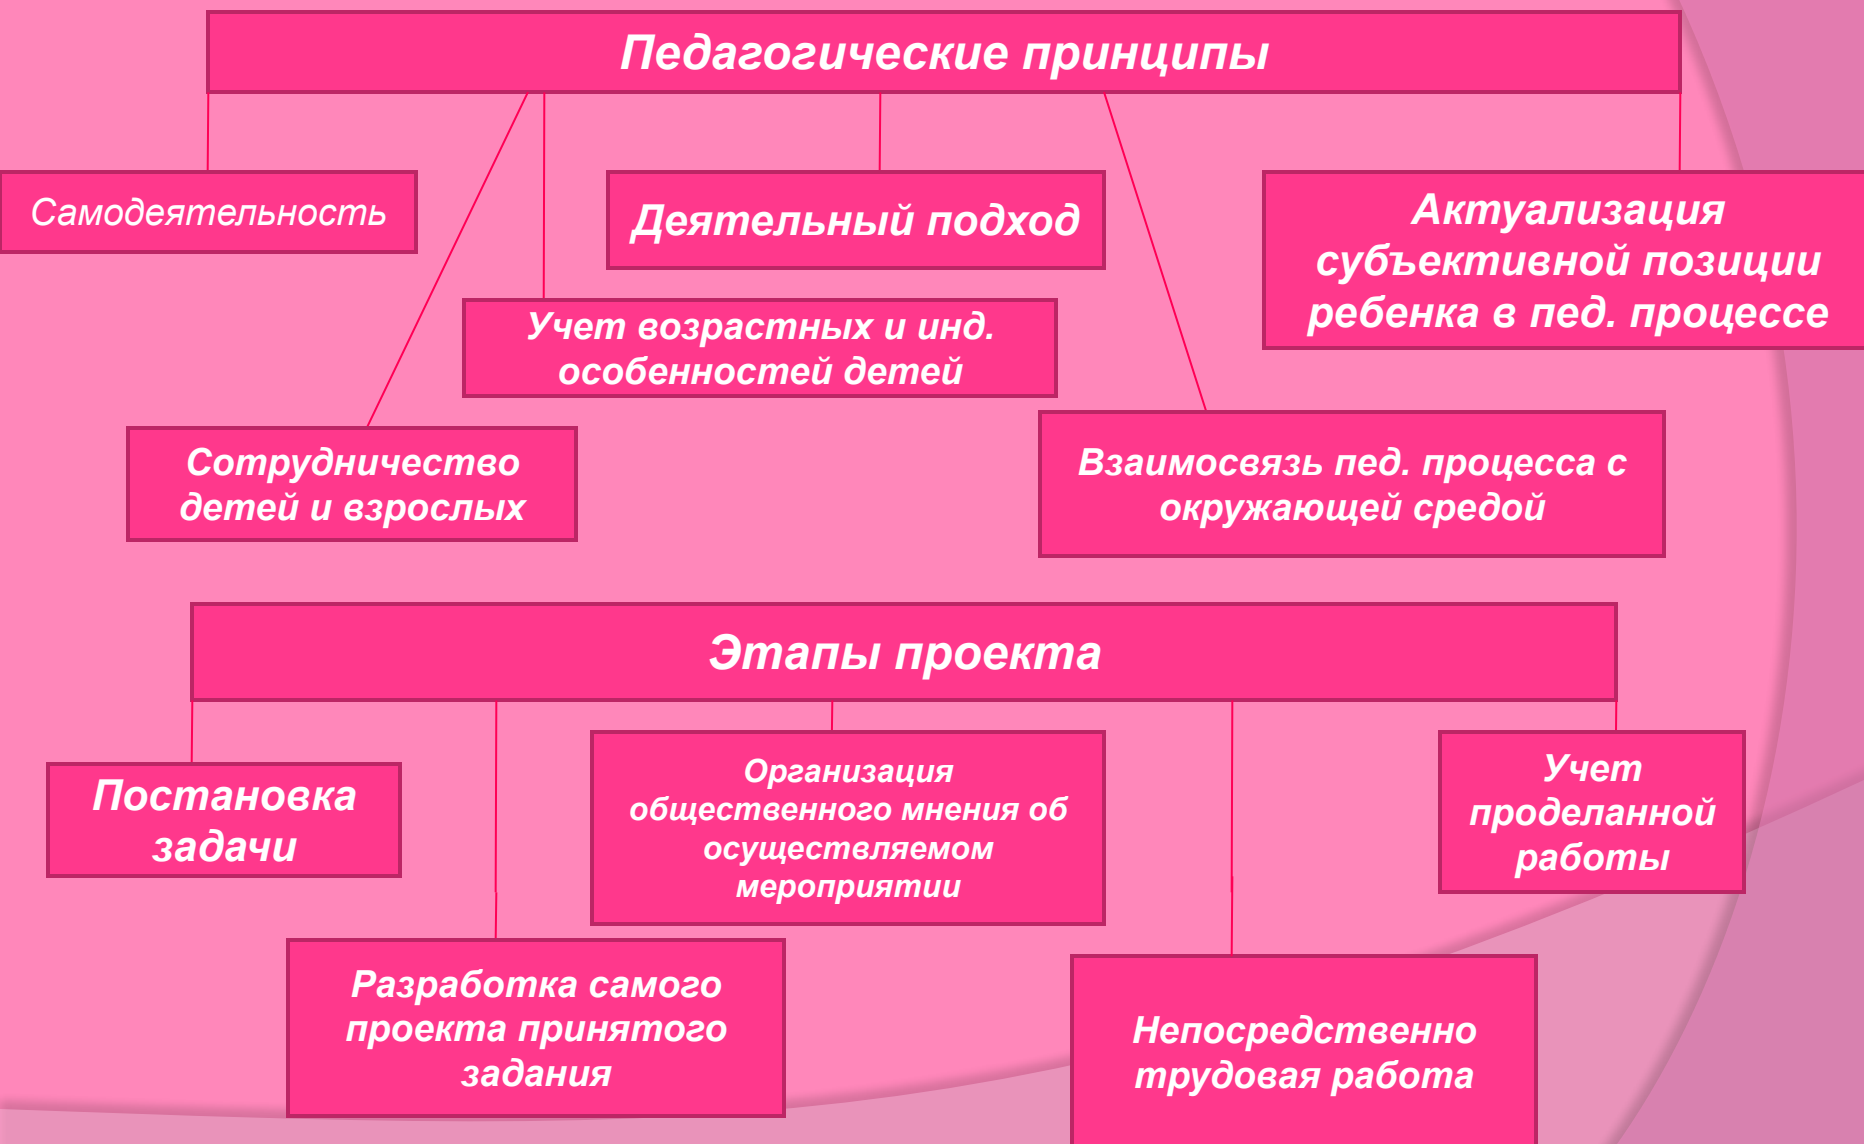 Педагогические принципы
Самодеятельность
Деятельный подход
Актуализация
субъективной позиции
ребенка в пед. процессе
Учет возрастных и инд.
особенностей детей
Сотрудничество
детей и взрослых
Взаимосвязь пед. процесса с
окружающей средой
Этапы проекта
Постановка
задачи
Организация
общественного мнения об
осуществляемом
мероприятии
Учет
проделанной
работы
Разработка самого
проекта принятого
задания
Непосредственно
трудовая работа